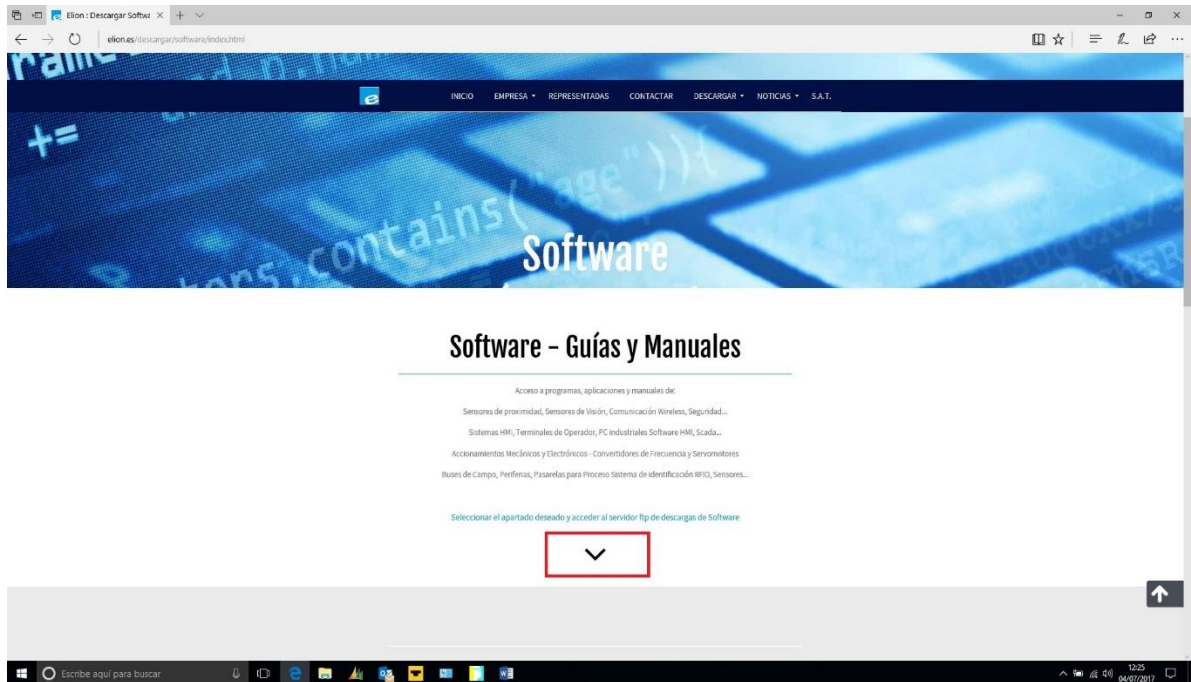 Elion : Descargar Softwa
elion.es/descargar/software/index.html
INICIO EMPRESA REPRESENTADAS CONTACTAR DESCARGAR NOTICIAS S.A.T.
+=
"age")){
.contains(
Software
Software - Guías y Manuales
Acceso a programas, aplicaciones y manuales de:
Sensores de proximidad, Sensores de Visión, Comunicación Wireless, Seguridad...
Sistemas HMI, Terminales de Operador, PC industriales Software HMI, Scada...
Accionamientos Mecánicos y Electrónicos - Convertidores de Frecuencia y Servomotores
Buses de Campo, Periferias, Pasarelas para Proceso Sistema de identificación RFID, Sensores...
Seleccionar el apartado deseado y acceder al servidor ftp de descargas de Software
Escribe aquí para buscar
12:25
04/07/2017